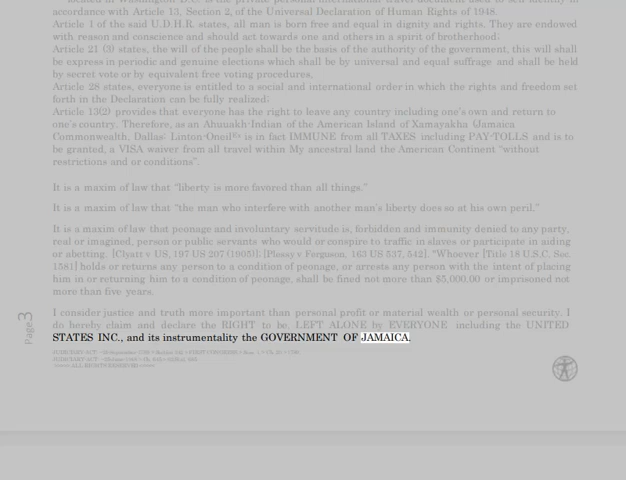 accordance with Article 13, Section 2, of the Universal Declaration of Human Rights of 1948.
Article 1 of the said U.D.H.R. states, all man is born free and equal in dignity and rights. They are endowed
with reason and conscience and should act towards one and others in a spirit of brotherhood;
Article 21 (3) states, the will of the people shall be the basis of the authority of the government, this will shall
be express in periodic and genuine elections which shall be by universal and equal suffrage and shall be held
by secret vote or by equivalent free voting procedures.
Article 28 states, everyone is entitled to a social and international order in which the rights and freedom set
forth in the Declaration can be fully realized;
Article 13(2) provides that everyone has the right to leave any country including one's own and return to
one's country. Therefore, as an Ahuuakh-Indian of the American Island of Xamayakha (Jamaica
Commonwealth, Dallas: Linton-Oneil© is in fact IMMUNE from all TAXES including PAY-TOLLS and is to
be granted, a VISA waiver from all travel within My ancestral land the American Continent “without
restrictions and or conditions”.
It is a maxim of law that “liberty is more favored than all things.”
It is a maxim of law that “the man who interfere with another man's liberty does so at his own peril.”
It is a maxim of law that peonage and involuntary servitude is, forbidden and immunity denied to any party,
real or imagined, person or public servants who would or conspire to traffic in slaves or participate in aiding
or abetting. [Clyatt v US, 197 US 207 (1905)]; [Plessy v Ferguson, 163 US 537, 542]. “Whoever [Title 18 U.S.C. Sec.
1581] holds or returns any person to a condition of peonage, or arrests any person with the intent of placing
him in or returning him to a condition of peonage, shall be fined not more than $5,000.00 or imprisoned
not more than five years.
I consider justice and truth more important than personal profit or material wealth or personal security. I
do hereby claim and declare the RIGHT to be, LEFT ALONE by EVERYONE including the UNITED
STATES INC., and its instrumentality the GOVERNMENT OF JAMAICA.
Page 3